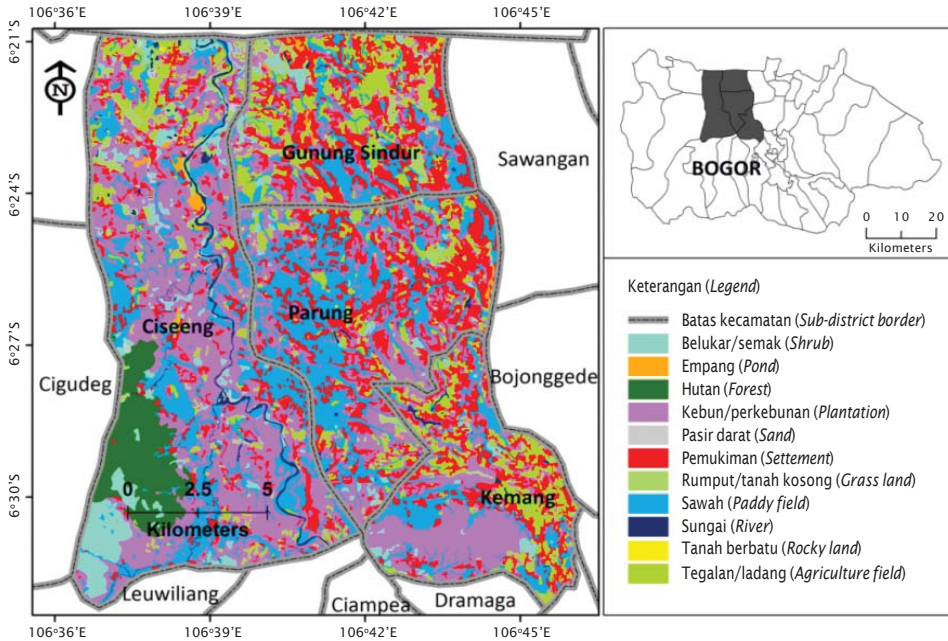 106°36'E 106°39'E 106°42'E 106°45'E
6°21'S
6°24'S
6°27'S
6°30'S
N
Gunung Sindur
Sawangan
Ciseeng
Parung
Cigudeg
Bojonggede
Kemang
0 2.5 5
Kilometers
Leuwiliang
Ciampea
Dramaga
106°36'E 106°39'E 106°42'E 106°45'E
BOGOR
0 10 20
Kilometers
Keterangan (Legend)
Batas kecamatan (Sub-district border)
Belukar/semak (Shrub)
Empang (Pond)
Hutan (Forest)
Kebun/perkebunan (Plantation)
Pasir darat (Sand)
Pemukiman (Settement)
Rumput/tanah kosong (Grass land)
Sawah (Paddy field)
Sungai (River)
Tanah berbatu (Rocky land)
Tegalan/ladang (Agriculture field)